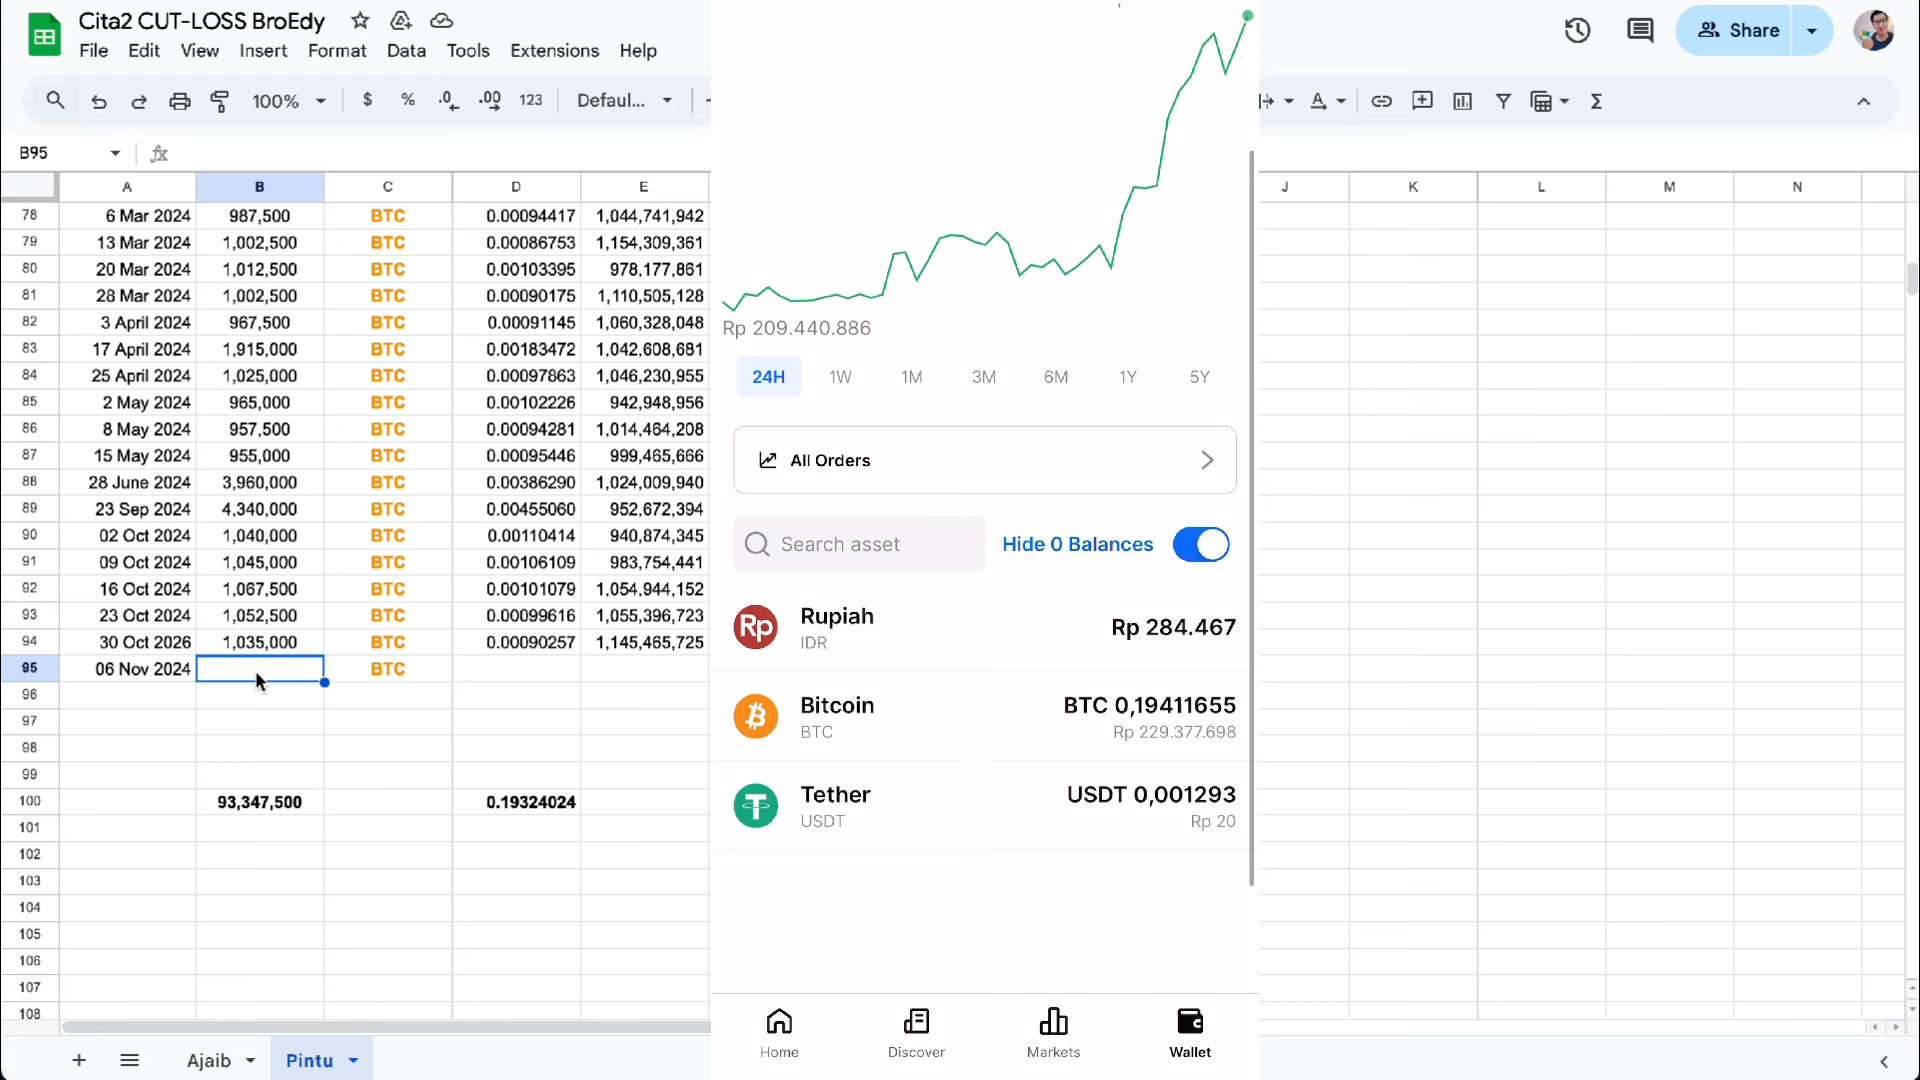 Cita2 CUT-LOSS BroEdy
File Edit View Insert Format Data Tools Extensions Help
Share
100% $ % .0 .00 123 Defaul...
B95 fx
A B C D E J K L M N
78 6 Mar 2024 987,500 BTC 0.00094417 1,044,741,942
79 13 Mar 2024 1,002,500 BTC 0.00086753 1,154,309,361
80 20 Mar 2024 1,012,500 BTC 0.00103395 978,177,861
81 28 Mar 2024 1,002,500 BTC 0.00090175 1,110,505,128
82 3 April 2024 967,500 BTC 0.00091145 1,060,328,048
83 17 April 2024 1,915,000 BTC 0.00183472 1,042,608,681
84 25 April 2024 1,025,000 BTC 0.00097863 1,046,230,955
85 2 May 2024 965,000 BTC 0.00102226 942,948,956
86 8 May 2024 957,500 BTC 0.00094281 1,014,464,208
87 15 May 2024 955,000 BTC 0.00095446 999,465,666
88 28 June 2024 3,960,000 BTC 0.00386290 1,024,009,940
89 23 Sep 2024 4,340,000 BTC 0.00455060 952,672,394
90 02 Oct 2024 1,040,000 BTC 0.00110414 940,874,345
91 09 Oct 2024 1,045,000 BTC 0.00106109 983,754,441
92 16 Oct 2024 1,067,500 BTC 0.00101079 1,054,944,152
93 23 Oct 2024 1,052,500 BTC 0.00099616 1,055,396,723
94 30 Oct 2026 1,035,000 BTC 0.00090257 1,145,465,725
95 06 Nov 2024 BTC
96
97
98
99
100 93,347,500 0.19324024
101
102
103
104
105
106
107
108
Ajaib Pintu
Rp 209.440.886
24H 1W 1M 3M 6M 1Y 5Y
All Orders
Search asset Hide 0 Balances
Rp Rupiah Rp 284.467
IDR
Bitcoin BTC 0,19411655
BTC Rp 229.377.698
Tether USDT 0,001293
USDT Rp 20
Home Discover Markets Wallet